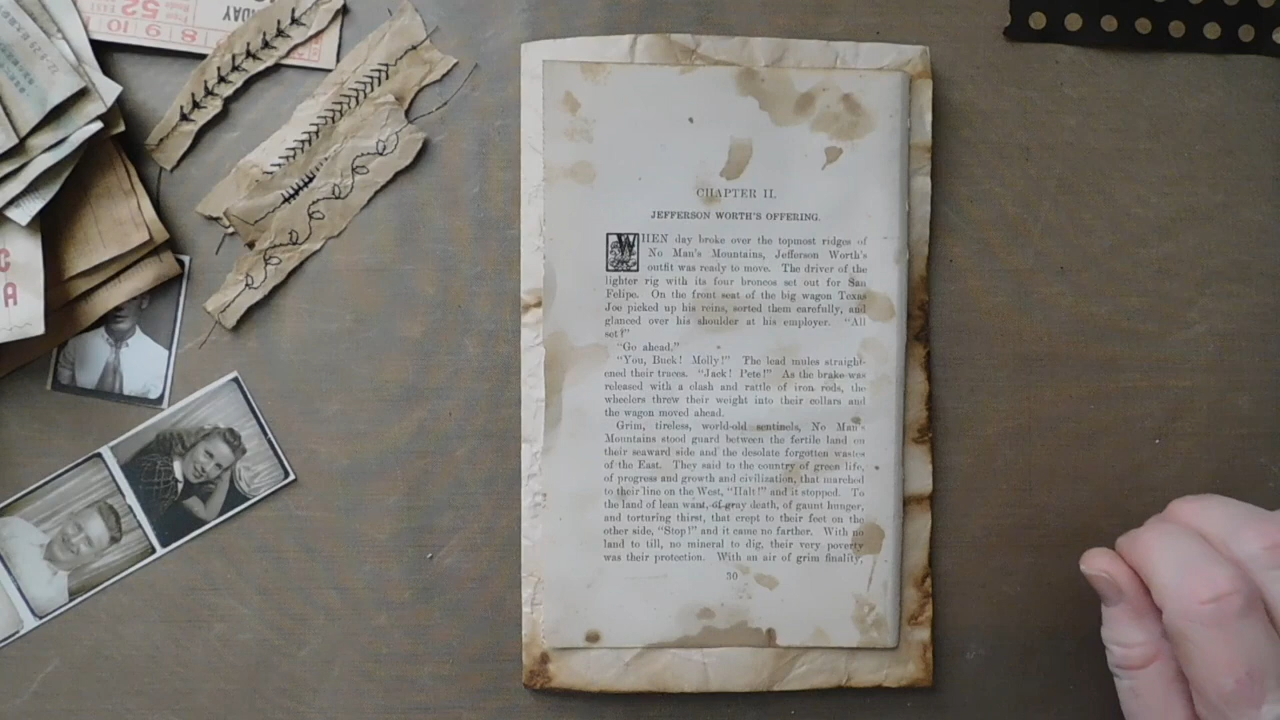 CHAPTER II.
JEFFERSON WORTH'S OFFERING.
WHEN day broke over the topmost ridges of
No Man's Mountains, Jefferson Worth's
outfit was ready to move. The driver of the
lighter rig with its four broncos set out for San
Felipe. On the front seat of the big wagon Texas
Joe picked up his reins, sorted them carefully, and
glanced over his shoulder at his employer. "All
set?"
"Go ahead."
"You, Buck! Molly!" The lead mules straight-
ened their traces. "Jack! Pete!" As the brake was
released with a clash and rattle of iron rods, the
wheelers threw their weight into their collars and
the wagon moved ahead.
Grim, tireless, world-old sentinels, No Man's
Mountains stood guard between the fertile land on
their seaward side and the desolate forgotten wastes
of the East. They said to the country of green life,
of progress and growth and civilization, that marched
to their line on the West, "Halt!" and it stopped. To
the land of lean want, of gray death, of gaunt hunger,
and torturing thirst, that crept to their feet on the
other side, "Stop!" and it came no farther. With no
land to till, no mineral to dig, their very poverty
was their protection. With an air of grim finality,
30
52
8 9 10
C
A